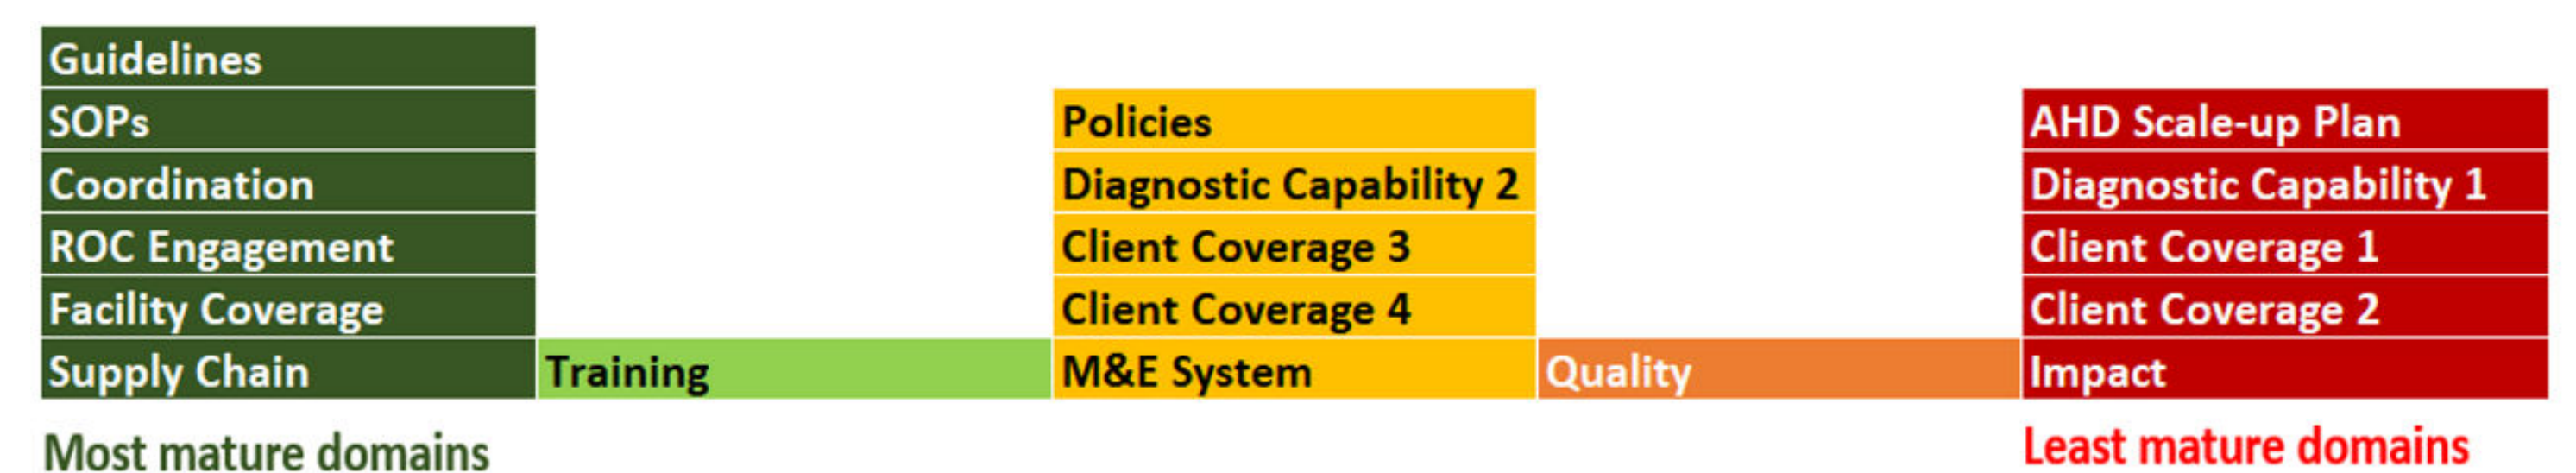 Guidelines
SOPs
Coordination
ROC Engagement
Facility Coverage
Supply Chain
Training
Policies
Diagnostic Capability 2
Client Coverage 3
Client Coverage 4
M&E System
Quality
AHD Scale-up Plan
Diagnostic Capability 1
Client Coverage 1
Client Coverage 2
Impact
Most mature domains
Least mature domains